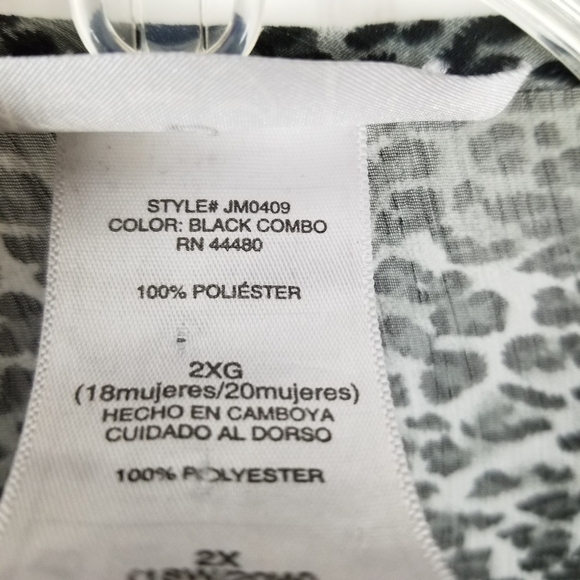 STYLE# JM0409
COLOR: BLACK COMBO
RN 44480
100% POLIÉSTER
2XG
(18mujeres/20mujeres)
HECHO EN CAMBOYA
CUIDADO AL DORSO
100% POLYESTER
2X